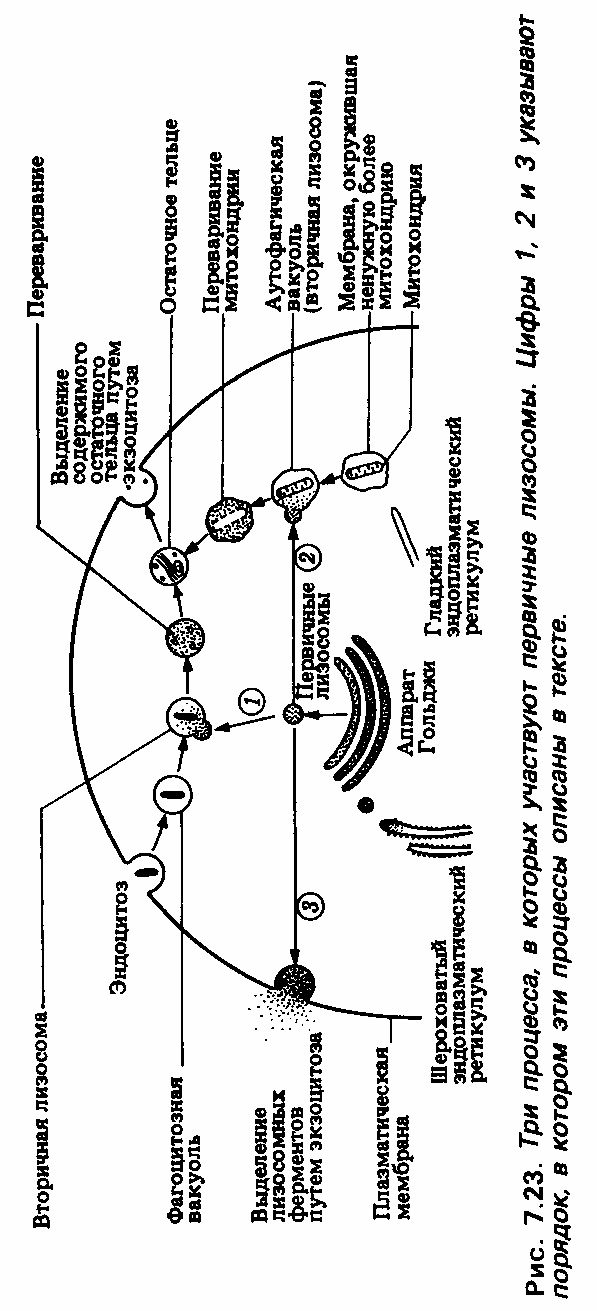 Вторичная лизосома
Фагоцитозная
вакуоль
Выделение
лизосомных
ферментов
путем экзоцитоза
Плазматическая
мембрана
Эндоцитоз
Шероховатый
эндоплазматический
ретикулум
3
1
2
Первичные
лизосомы
Аппарат
Гольджи
Гладкий
эндоплазматический
ретикулум
Выделение
содержимого
остаточного
тельца путем
экзоцитоза
Переваривание
Остаточное тельце
Переваривание
митохондрии
Аутофагическая
вакуоль
(вторичная лизосома)
Мембрана, окружившая
ненужную более
митохондрию
Митохондрия
Рис. 7.23. Три процесса, в которых участвуют первичные лизосомы. Цифры 1, 2 и 3 указывают
порядок, в котором эти процессы описаны в тексте.